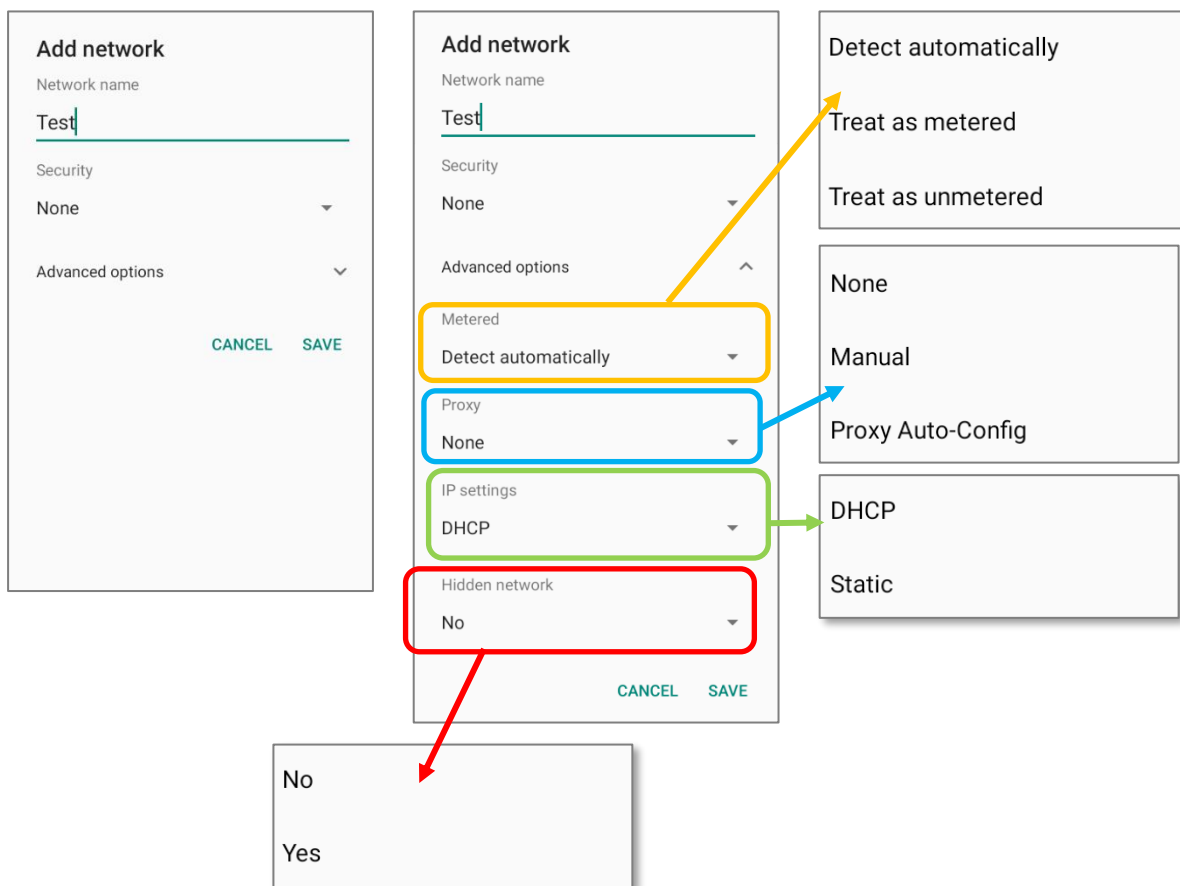 Add network
Network name
Test
Security
None
Advanced options
CANCEL SAVE
Add network
Network name
Test
Security
None
Advanced options
Metered
Detect automatically
Proxy
None
IP settings
DHCP
Hidden network
No
CANCEL SAVE
Detect automatically
Treat as metered
Treat as unmetered
None
Manual
Proxy Auto-Config
DHCP
Static
No
Yes